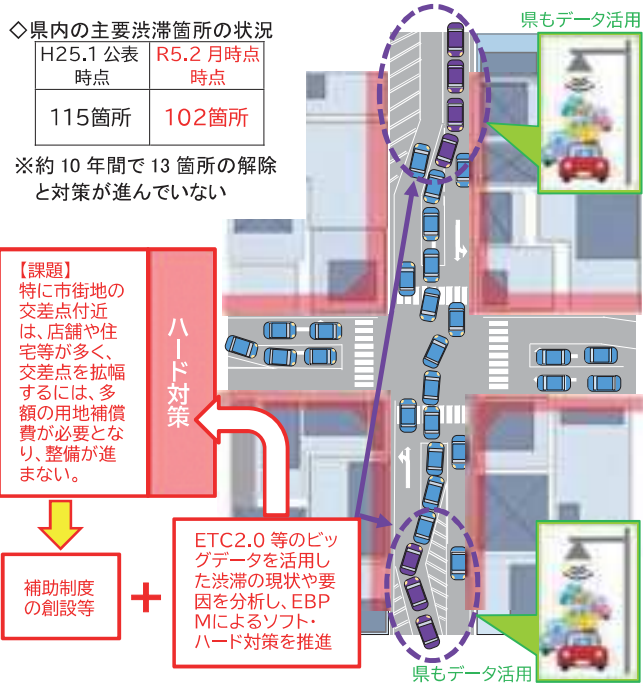 ◇県内の主要渋滞箇所の状況
H25.1 公表
時点
R5.2 月時点
時点
115箇所
102箇所
※約 10 年間で 13 箇所の解除
と対策が進んでいない
県もデータ活用
【課題】
特に市街地の
交差点付近
は、店舗や住
宅等が多く、
交差点を拡幅
するには、多
額の用地補償
費が必要とな
り、整備が進
まない。
ハード対策
補助制度
の創設等
+
ETC2.0 等のビッ
グデータを活用し
た渋滞の現状や要
因を分析し、EBP
Mによるソフト・
ハード対策を推進
県もデータ活用